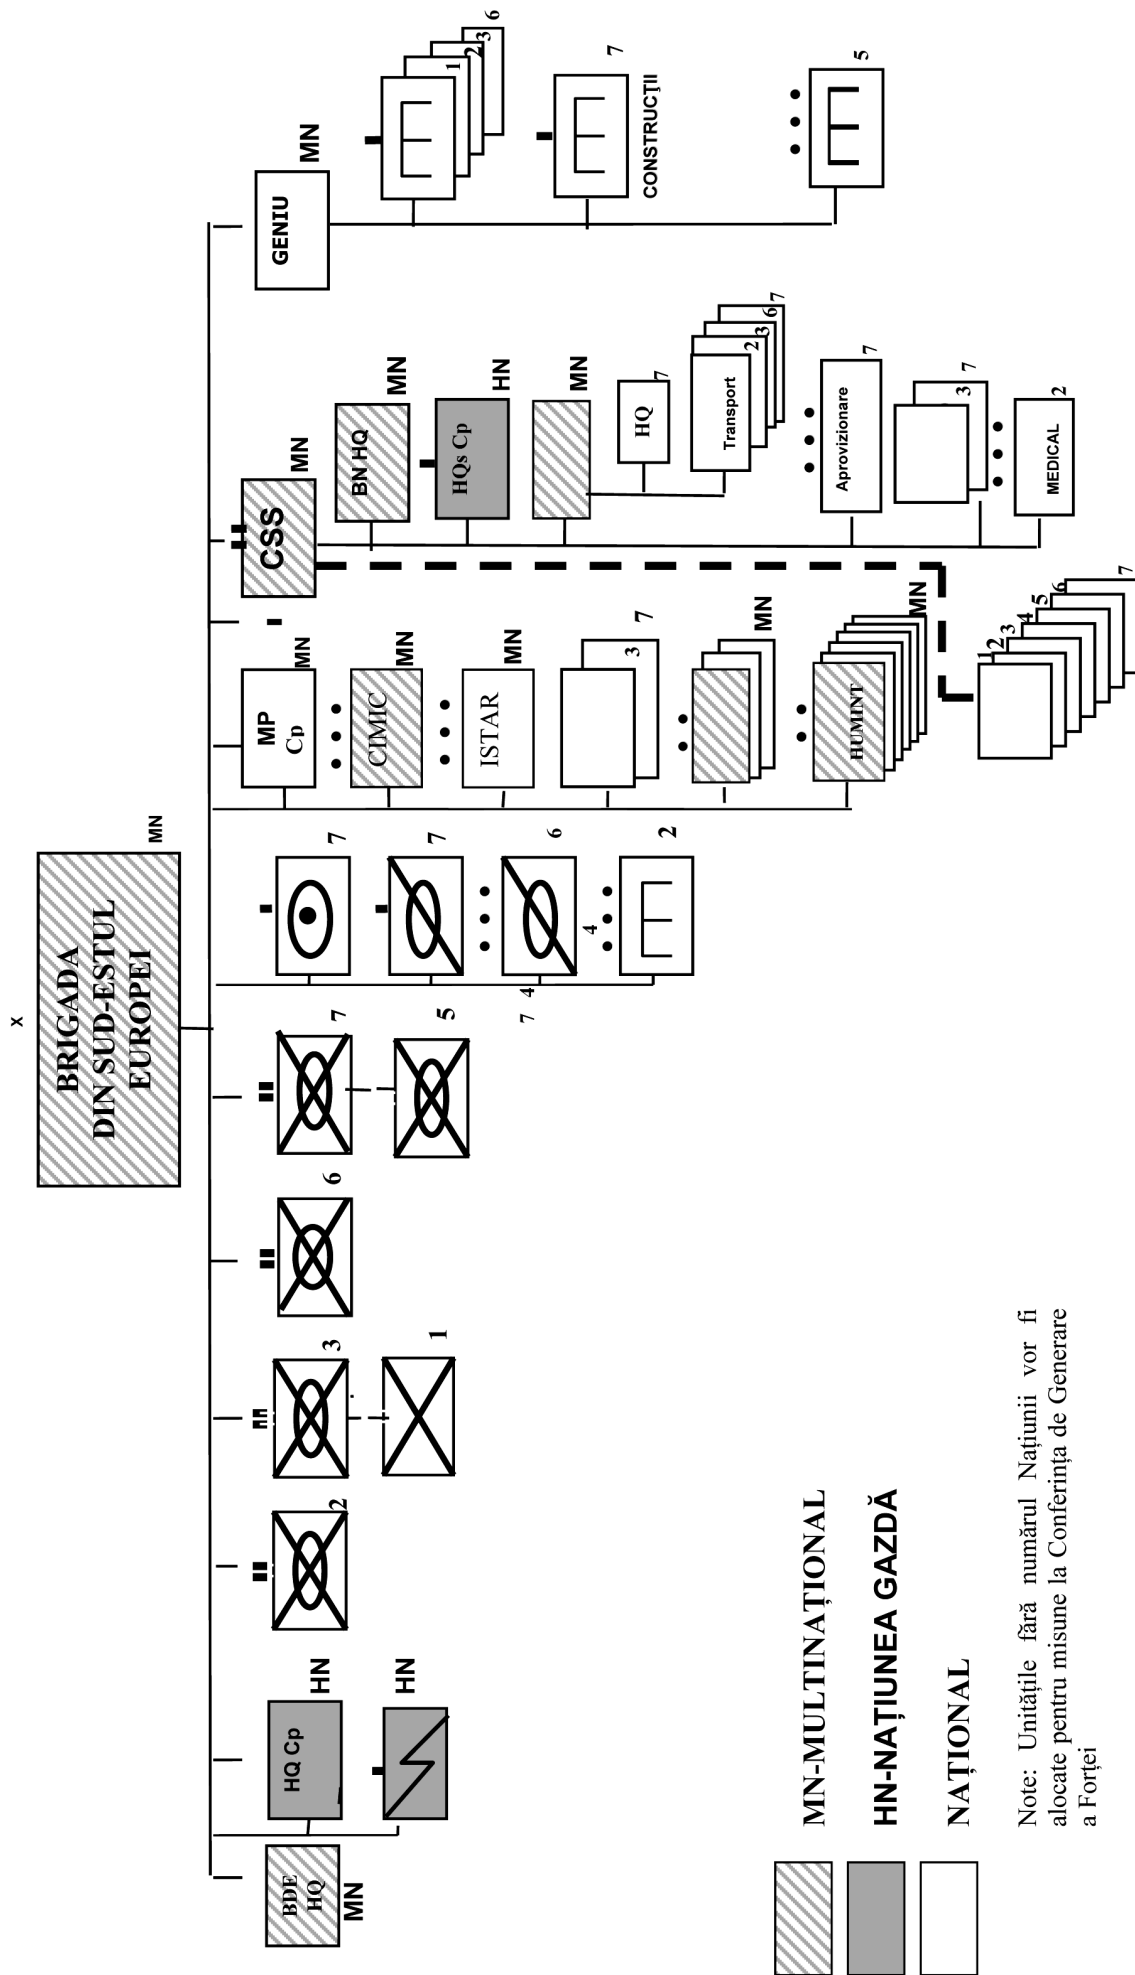 x
BRIGADA
DIN SUD-ESTUL
EUROPEI
MN
BDE
HQ
MN
HQ Cp
HN
HN
2
3
1
6
7
5
7
7
6
4
2
7
4
MP
Cp
MN
CIMIC
MN
ISTAR
MN
3
7
MN
HUMINT
MN
CSS
MN
BN HQ
MN
HQs Cp
HN
MN
HQ
7
Transport
2
3
6
7
Aprovizionare
7
3
7
MEDICAL
2
1
2
3
4
5
6
7
GENIU
MN
1
2
3
6
7
CONSTRUCȚII
5
MN-MULTINAȚIONAL
HN-NAȚIUNEA GAZDĂ
NAȚIONAL
Note: Unitățile fără numărul Națiunii vor fi
alocate pentru misune la Conferința de Generare
a Forței